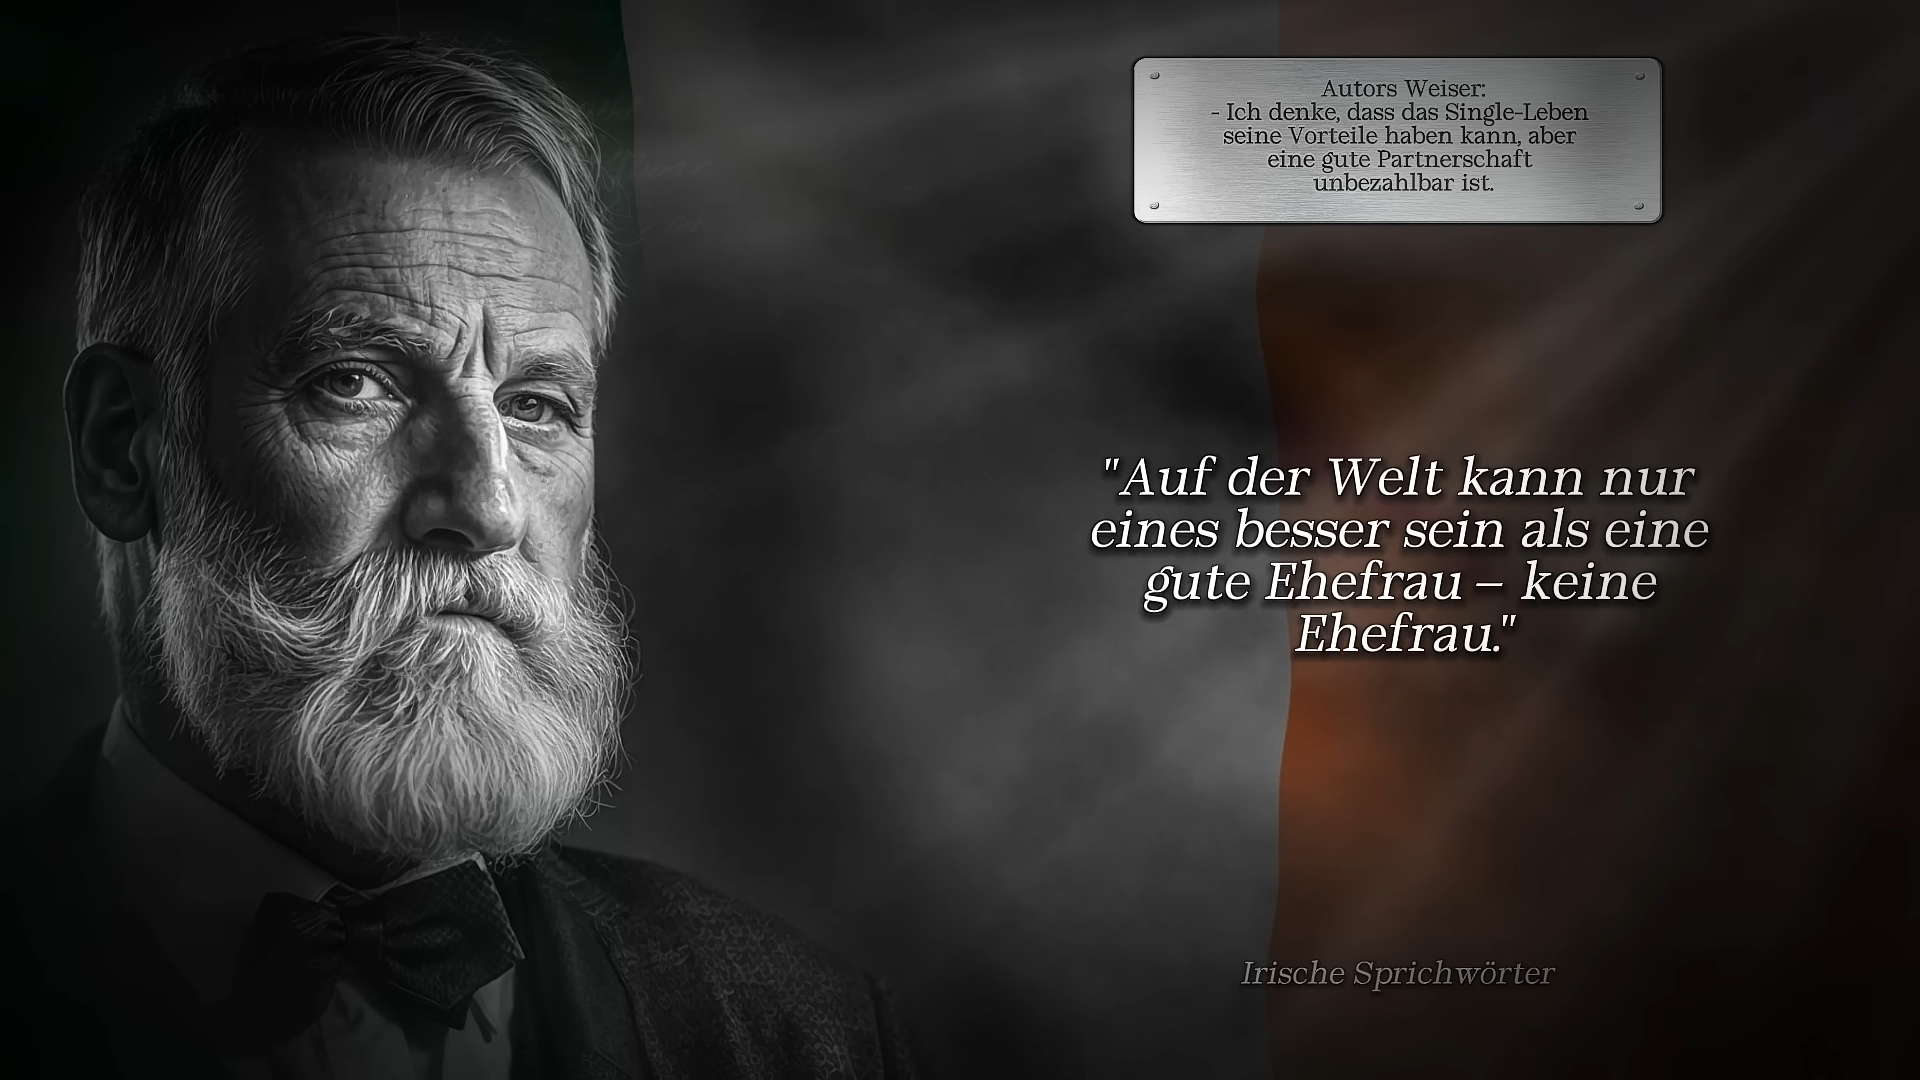 Autors Weiser:
- Ich denke, dass das Single-Leben
seine Vorteile haben kann, aber
eine gute Partnerschaft
unbezahlbar ist.
"Auf der Welt kann nur
eines besser sein als eine
gute Ehefrau – keine
Ehefrau."
Irische Sprichwörter